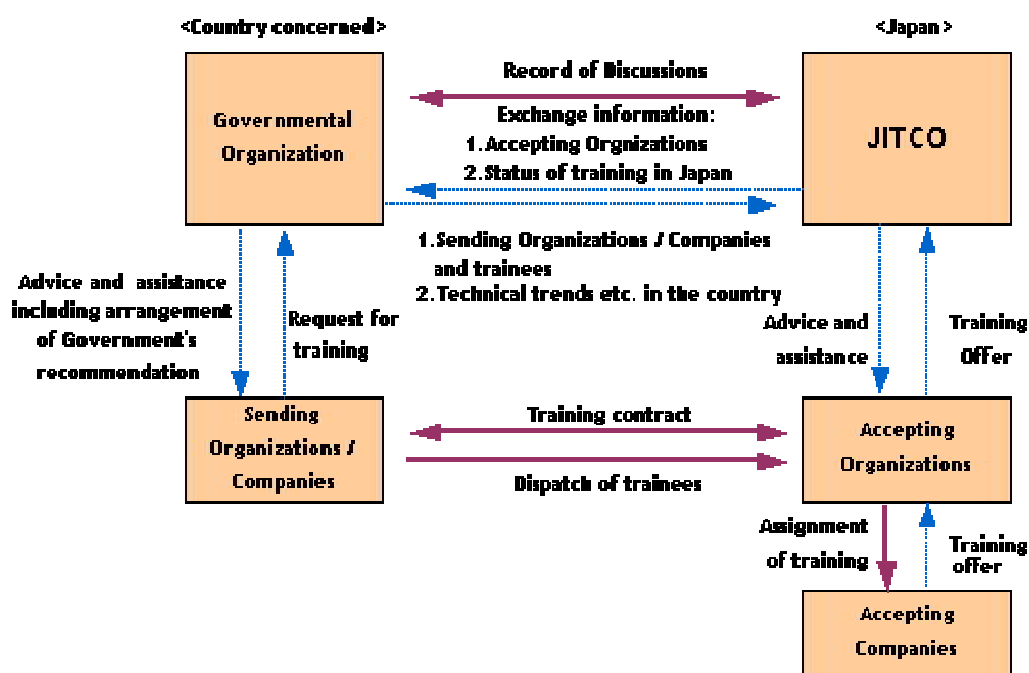 <Country concerned>
<Japan>
Governmental
Organization
Record of Discussions
Exchange information:
1.Accepting Orgnizations
2.Status of training in Japan
JITCO
1.Sending Organizations / Companies
and trainees
2.Technical trends etc. in the country
Advice and assistance
including arrangement
of Government's
recommendation
Request for
training
Advice and
assistance
Training
Offer
Sending
Organizations /
Companies
Training contract
Dispatch of trainees
Accepting
Organizations
Assignment
of training
Training
offer
Accepting
Companies